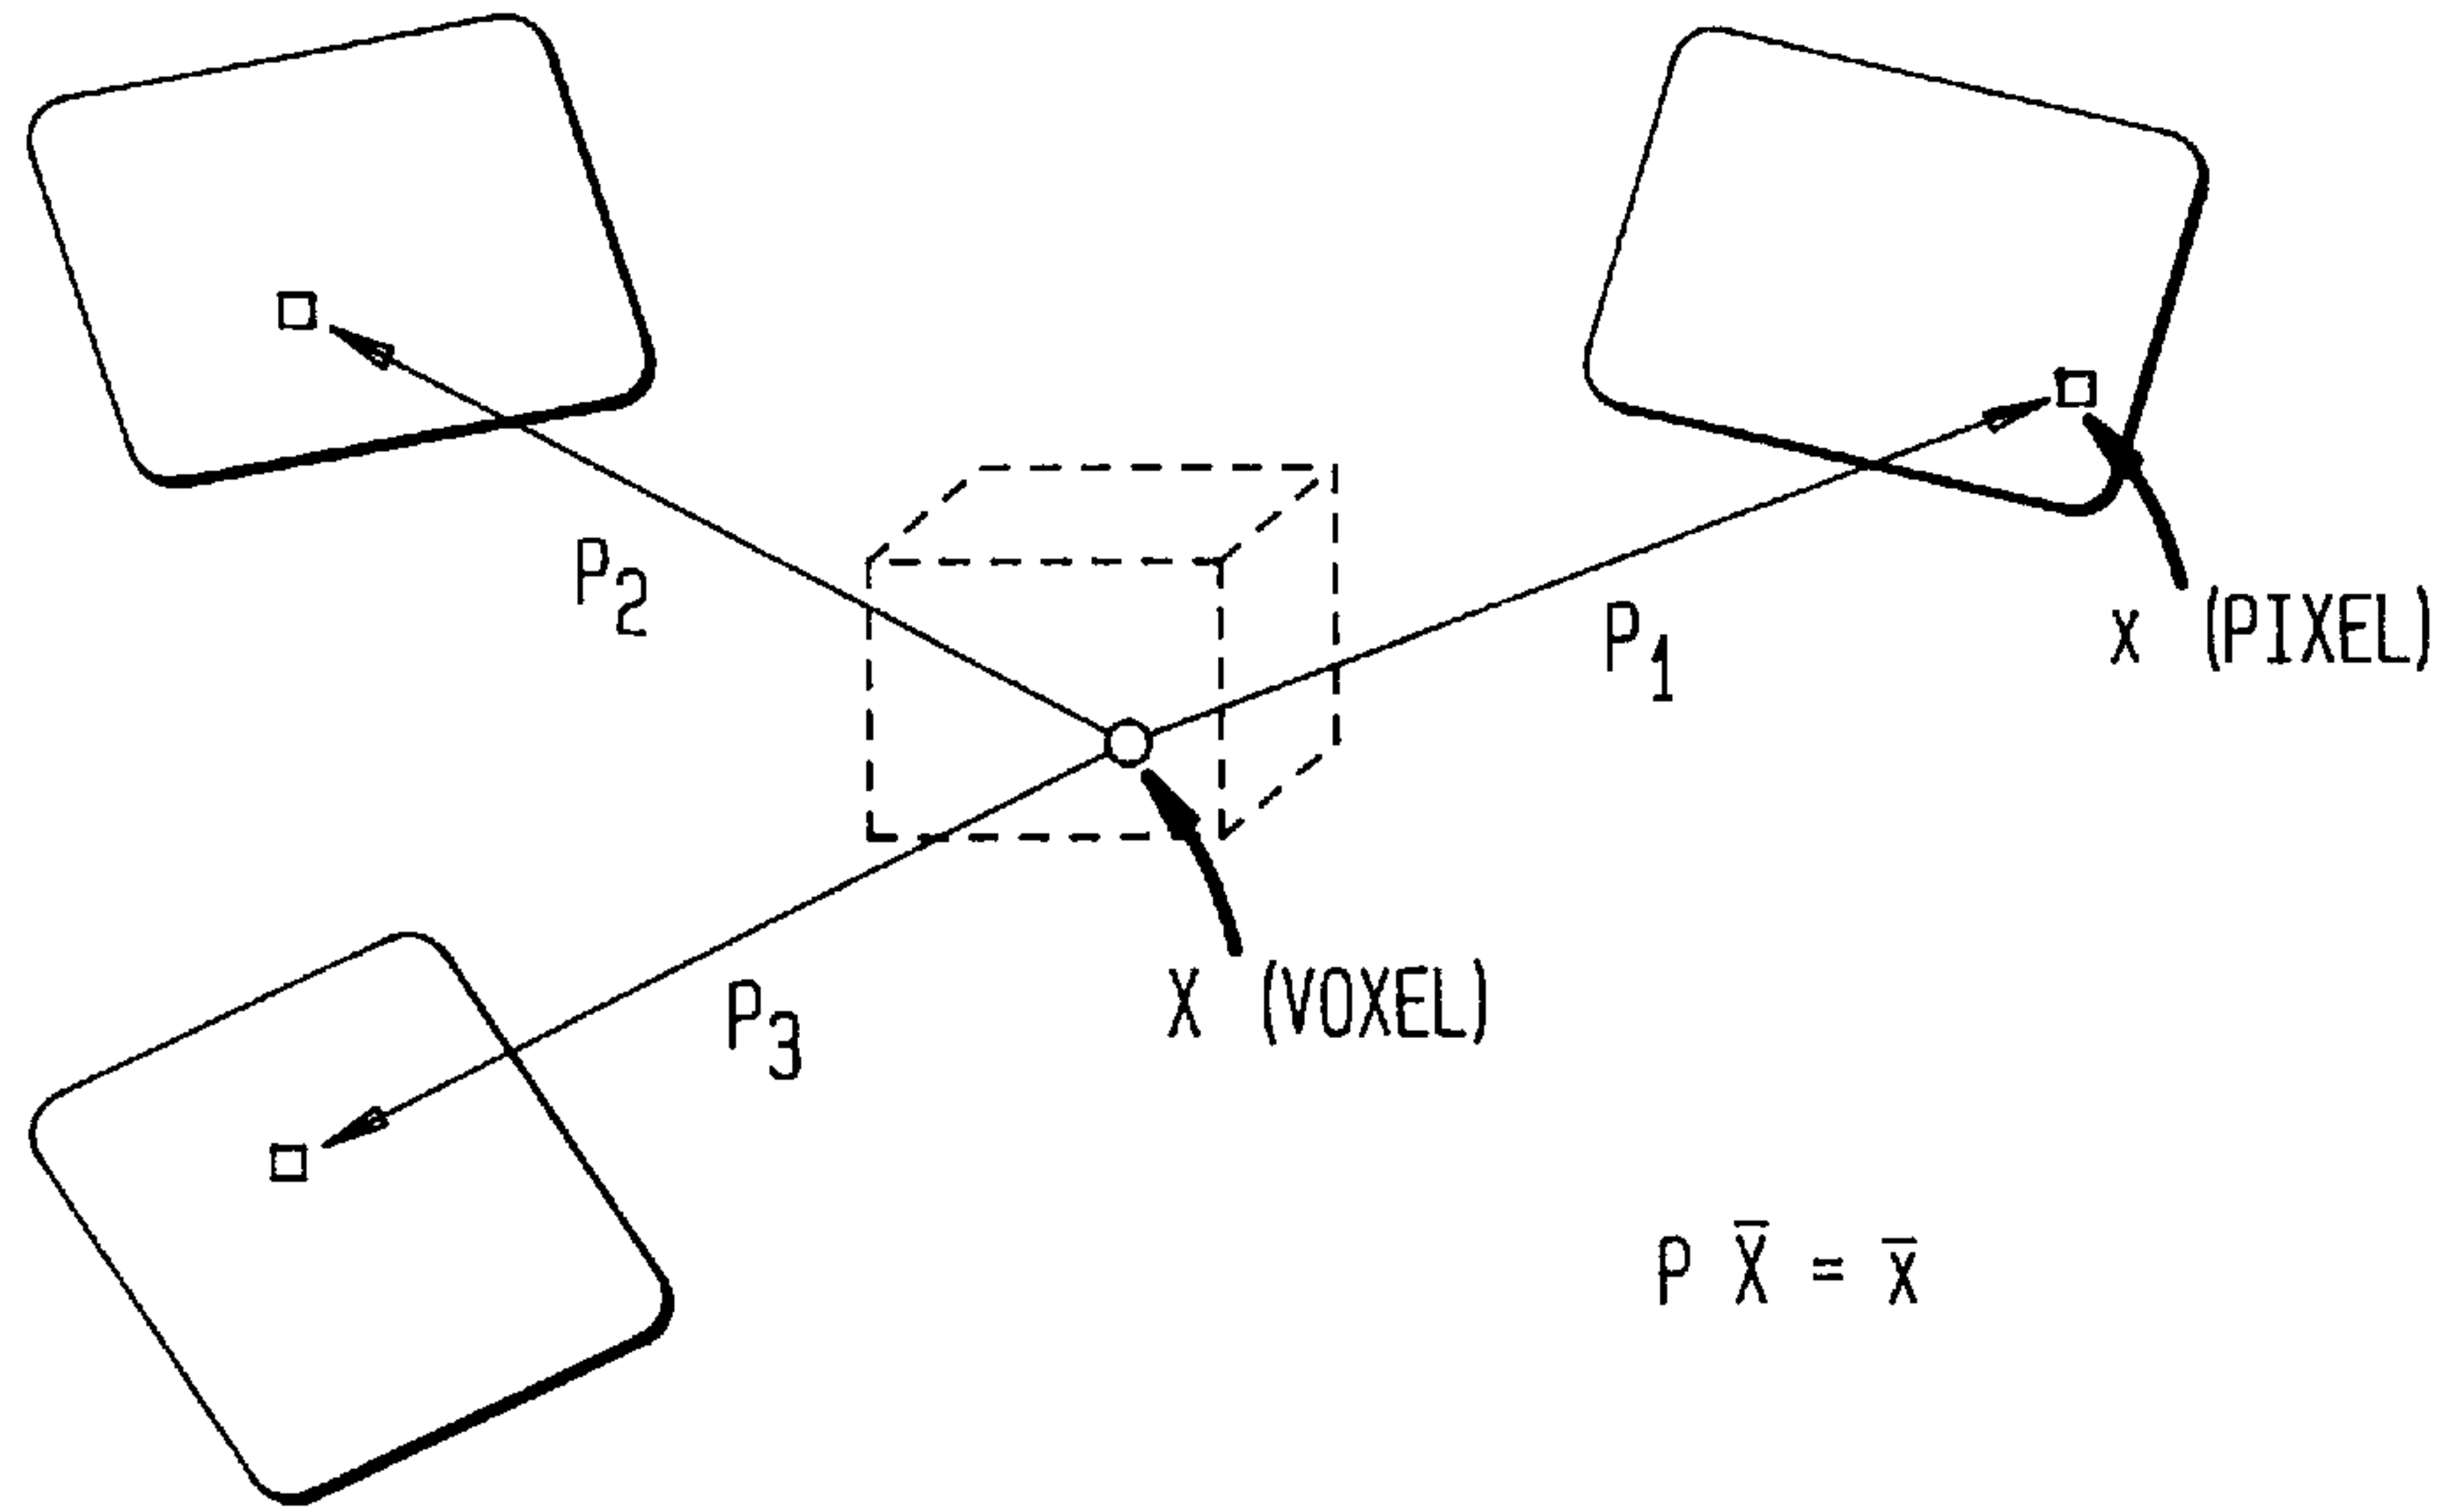 P2
P1
x (PIXEL)
X (VOXEL)
P3
P X̅ = x̅